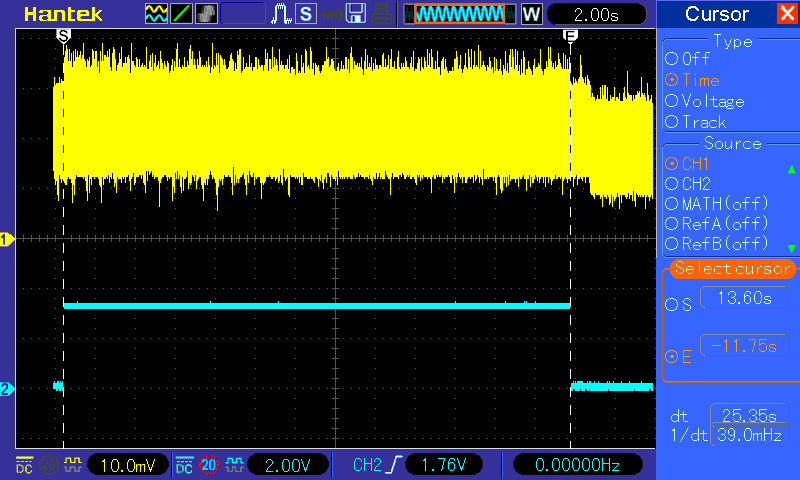 Hantek S W 2.00s Cursor X
S E
Type
Off
Time
Voltage
Track
Source
CH1
CH2
MATH(off)
RefA(off)
RefB(off)
Select cursor
S 13.60s
E -11.75s
dt 25.35s
1/dt 39.0mHz
1
2
DC 20 10.0mV DC 20 2.00V CH2 1.76V 0.00000Hz